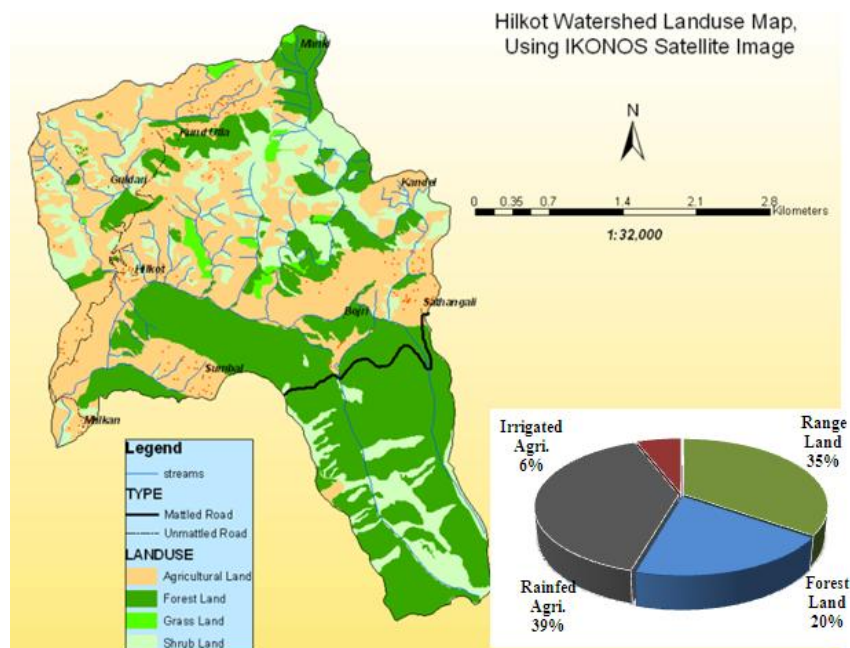 Hilkot Watershed Landuse Map,
Using IKONOS Satellite Image
N
0 0.35 0.7 1.4 2.1 2.8
Kilometers
1:32,000
Minki
Guldari
Kandel
Hilkot
Bojri
Sathangali
Sumbal
Malkan
Legend
streams
TYPE
Mattled Road
Unmattled Road
LANDUSE
Agricultural Land
Forest Land
Grass Land
Shrub Land
Irrigated
Agri.
6%
Range
Land
35%
Rainfed
Agri.
39%
Forest
Land
20%